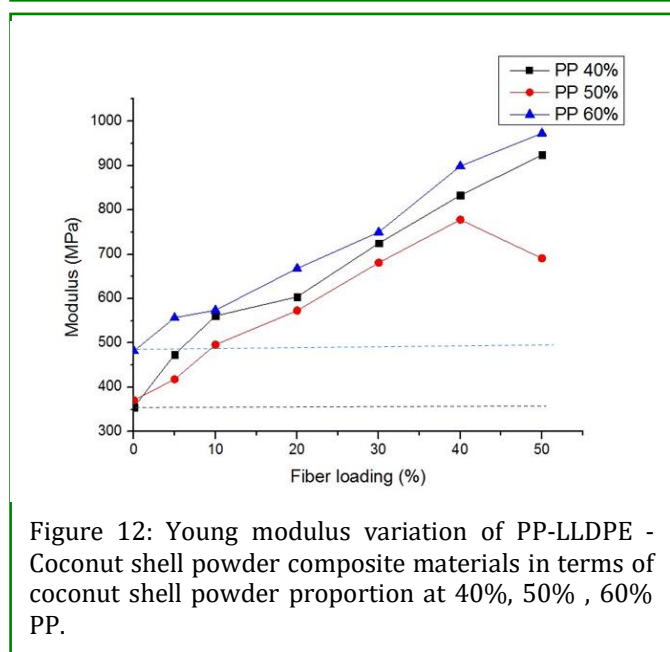 PP 40%
PP 50%
PP 60%
1000
900
800
700
600
500
400
300
Modulus (MPa)
0 10 20 30 40 50
Fiber loading (%)
Figure 12: Young modulus variation of PP-LLDPE -
Coconut shell powder composite materials in terms of
coconut shell powder proportion at 40%, 50% , 60%
PP.